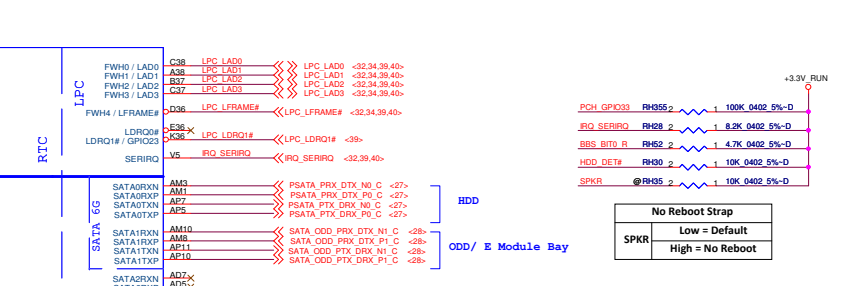 FWH0 / LAD0 C38 LPC_LAD0 LPC_LAD0 <32,34,39,40>
FWH1 / LAD1 A38 LPC_LAD1 LPC_LAD1 <32,34,39,40>
FWH2 / LAD2 B37 LPC_LAD2 LPC_LAD2 <32,34,39,40>
FWH3 / LAD3 C37 LPC_LAD3 LPC_LAD3 <32,34,39,40>
LPC
FWH4 / LFRAME# D36 LPC_LFRAME# LPC_LFRAME# <32,34,39,40>
LDRQ0# E36
LDRQ1# / GPIO23 K36 LPC_LDRQ1# LPC_LDRQ1# <39>
RTC
SERIRQ V5 IRQ_SERIRQ IRQ_SERIRQ <32,39,40>
SATA0RXN AM3 PSATA_PRX_DTX_N0_C <27>
SATA0RXP AM1 PSATA_PRX_DTX_P0_C <27>
SATA0TXN AP7 PSATA_PTX_DRX_N0_C <27>
SATA0TXP AP5 PSATA_PTX_DRX_P0_C <27>
HDD
SATA 6G
SATA1RXN AM10 SATA_ODD_PRX_DTX_N1_C <28>
SATA1RXP AM8 SATA_ODD_PRX_DTX_P1_C <28>
SATA1TXN AP11 SATA_ODD_PTX_DRX_N1_C <28>
SATA1TXP AP10 SATA_ODD_PTX_DRX_P1_C <28>
ODD/ E Module Bay
SATA2RXN AD7
SATA2RXP AD5
+3.3V_RUN
PCH_GPIO33 RH355 2 1 100K_0402_5%~D
IRQ_SERIRQ RH28 2 1 8.2K_0402_5%~D
BBS_BIT0_R RH52 2 1 4.7K_0402_5%~D
HDD_DET# RH30 2 1 10K_0402_5%~D
SPKR @RH35 2 1 10K_0402_5%~D
No Reboot Strap
SPKR
Low = Default
High = No Reboot